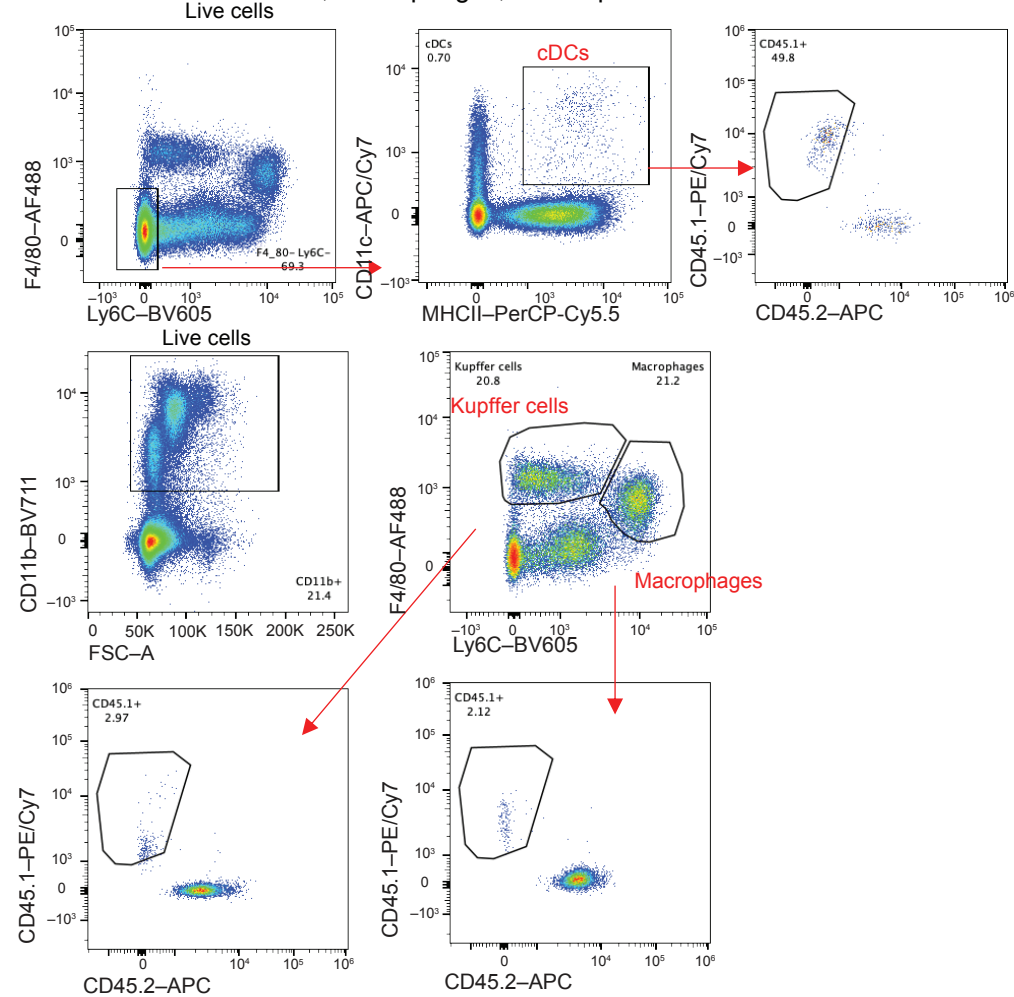 Live cells
10⁵
10⁴
10³
0
F4/80–AF488
F4_80- Ly6C-
69.3
–10³ 0 10³ 10⁴ 10⁵
Ly6C–BV605
cDCs
0.70
cDCs
10⁴
10³
0
–10³
CD11c–APC/Cy7
0 10³ 10⁴ 10⁵
MHCII–PerCP-Cy5.5
CD45.1+
49.8
10⁶
10⁵
10⁴
10³
0
–10³
CD45.1–PE/Cy7
0 10⁴ 10⁵ 10⁶
CD45.2–APC
Live cells
10⁴
10³
0
–10³
CD11b–BV711
CD11b+
21.4
0 50K 100K 150K 200K 250K
FSC–A
Kupffer cells
20.8
Macrophages
21.2
Kupffer cells
10⁵
10⁴
10³
0
F4/80–AF488
Macrophages
–10³ 0 10³ 10⁴ 10⁵
Ly6C–BV605
CD45.1+
2.97
10⁶
10⁵
10⁴
10³
0
–10³
CD45.1–PE/Cy7
0 10⁴ 10⁵ 10⁶
CD45.2–APC
CD45.1+
2.12
10⁶
10⁵
10⁴
10³
0
–10³
CD45.1–PE/Cy7
0 10⁴ 10⁵ 10⁶
CD45.2–APC